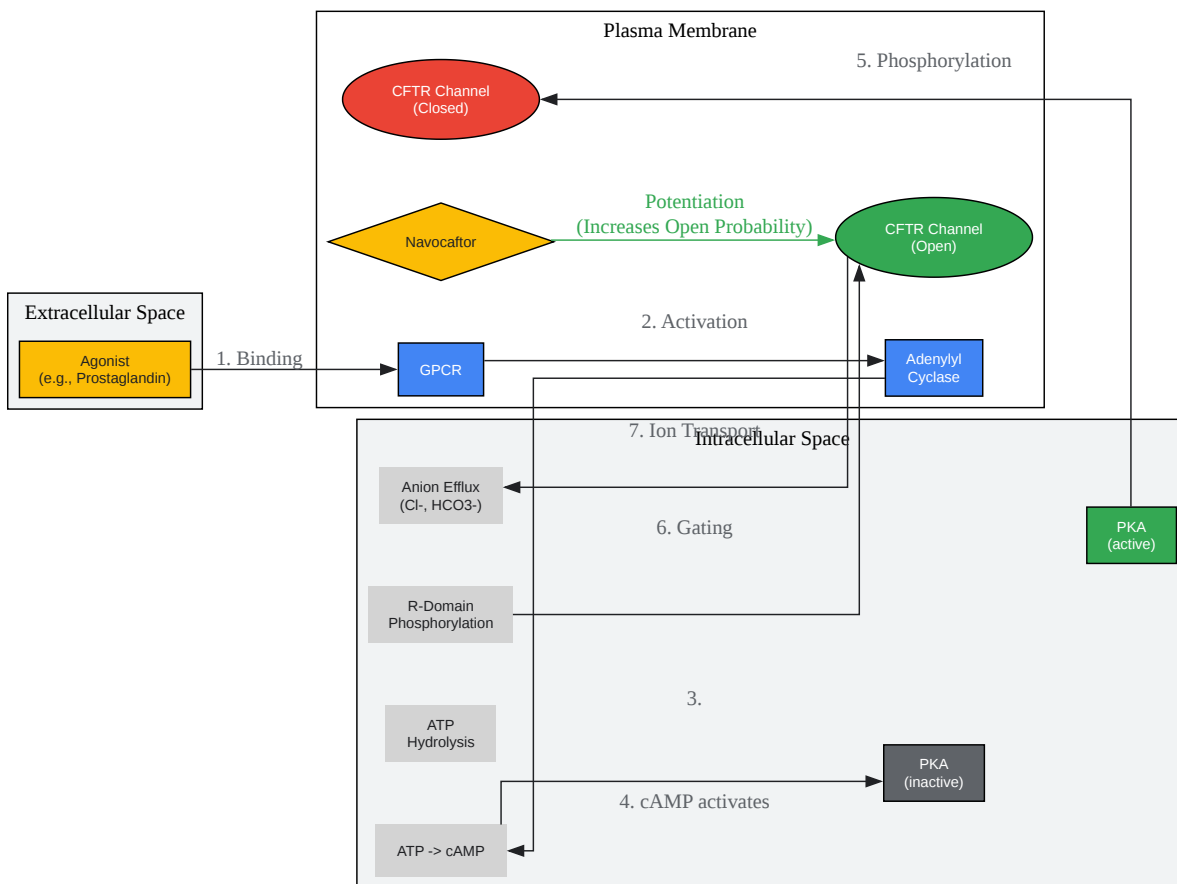 Plasma Membrane
5. Phosphorylation
CFTR Channel
(Closed)
Potentiation
(Increases Open Probability)
Navocaftor
CFTR Channel
(Open)
Extracellular Space
Agonist
(e.g., Prostaglandin)
1. Binding
GPCR
2. Activation
Adenylyl
Cyclase
7. Ion Transport
Intracellular Space
Anion Efflux
(Cl-, HCO3-)
6. Gating
PKA
(active)
R-Domain
Phosphorylation
3.
ATP
Hydrolysis
PKA
(inactive)
4. cAMP activates
ATP -> cAMP